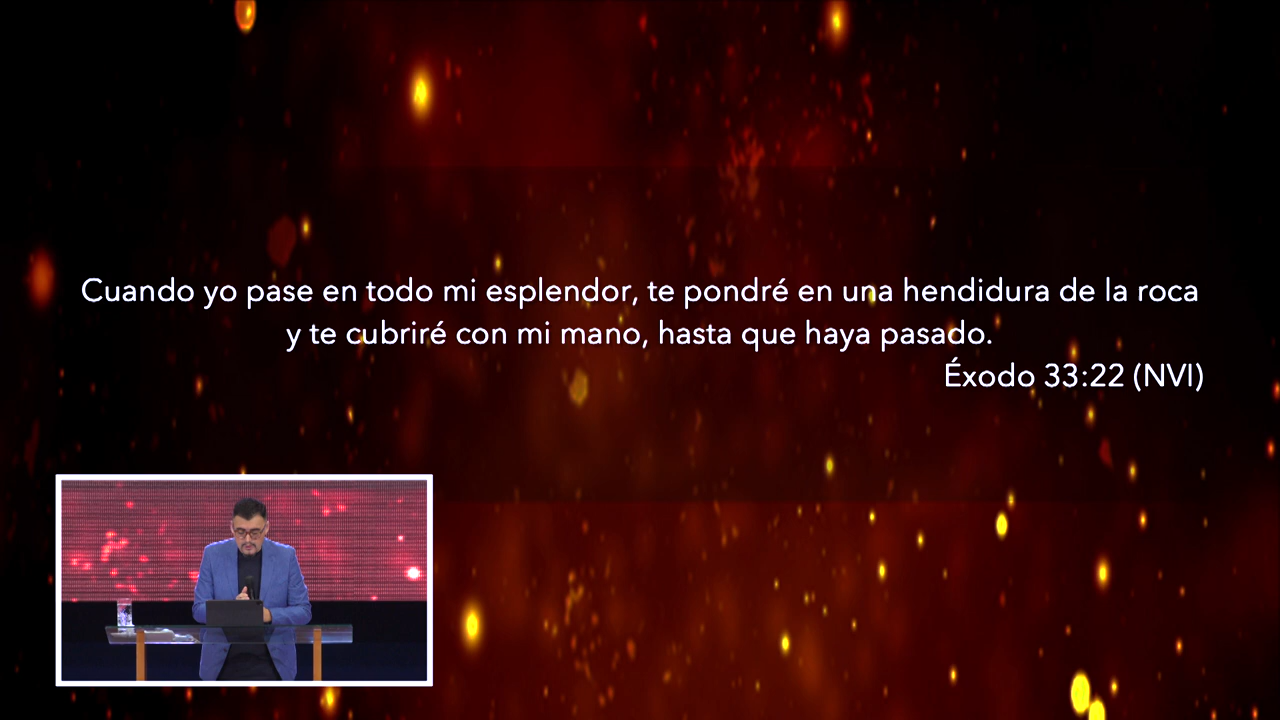 Cuando yo pase en todo mi esplendor, te pondré en una hendidura de la roca
y te cubriré con mi mano, hasta que haya pasado.
Éxodo 33:22 (NVI)